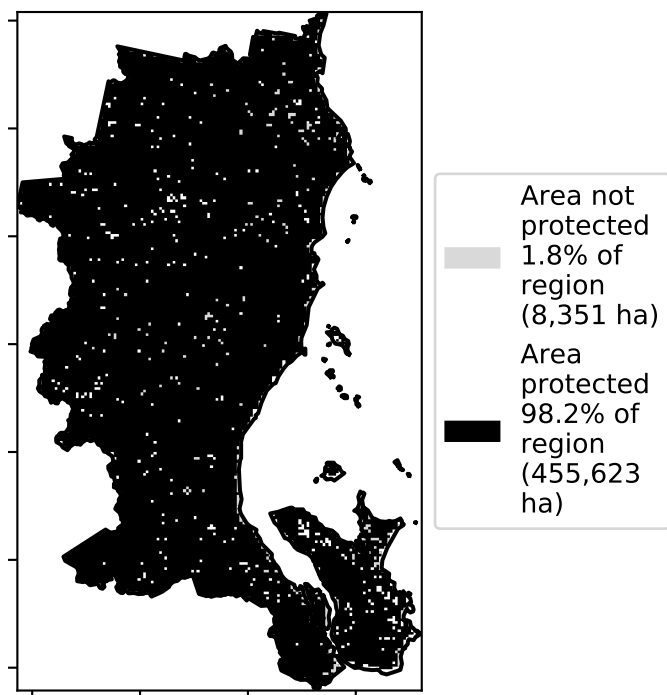 Area not
protected
1.8% of
region
(8,351 ha)
Area
protected
98.2% of
region
(455,623
ha)